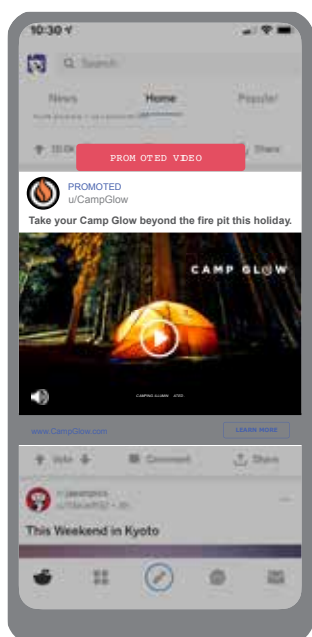 10:30
Search
News Home Popular
Share
PROMOTED VIDEO
PROMOTED
u/CampGlow
Take your Camp Glow beyond the fire pit this holiday.
CAMP GLOW
www.CampGlow.com LEARN MORE
Vote Comment Share
This Weekend in Kyoto